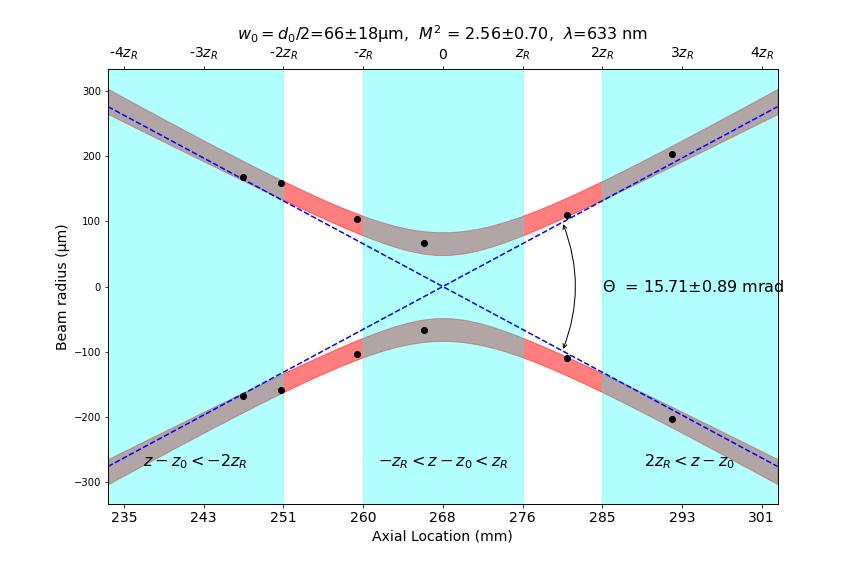 w₀ = d₀/2=66±18μm, M² = 2.56±0.70, λ=633 nm
-4z_R -3z_R -2z_R -z_R 0 z_R 2z_R 3z_R 4z_R
300
200
100
0
−100
−200
−300
Beam radius (μm)
Θ = 15.71±0.89 mrad
z − z₀ < −2z_R −z_R < z − z₀ < z_R 2z_R < z − z₀
235 243 251 260 268 276 285 293 301
Axial Location (mm)